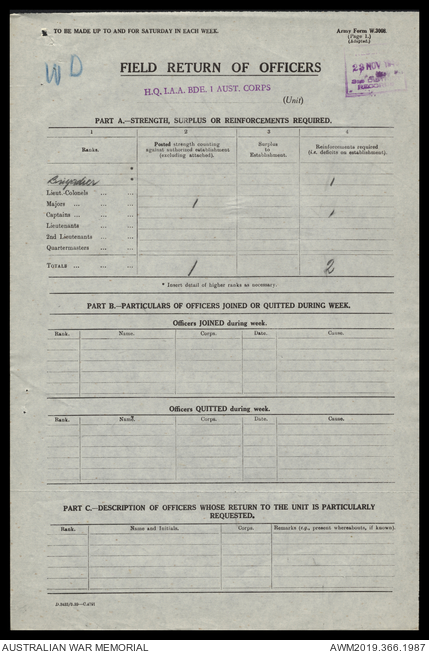 TO BE MADE UP TO AND FOR SATURDAY IN EACH WEEK.
Army Form W.3008.
(Page 1.)
(Adapted.)
WD
FIELD RETURN OF OFFICERS
H.Q. I.A.A. BDE. 1 AUST. CORPS
(Unit)
29 NOV
PART A.—STRENGTH, SURPLUS OR REINFORCEMENTS REQUIRED.
1 2 3 4
Ranks. Posted strength counting against authorized establishment (excluding attached). Surplus to Establishment. Reinforcements required (i.e. deficits on establishment).
*
Brigadier * 1
Lieut.-Colonels ... ...
Majors ... ... ... 1
Captains ... ... ... 1
Lieutenants ... ...
2nd Lieutenants ... ...
Quartermasters ... ...
TOTALS ... ... ... 1 2
* Insert detail of higher ranks as necessary.
PART B.—PARTICULARS OF OFFICERS JOINED OR QUITTED DURING WEEK.
Officers JOINED during week.
Rank. Name. Corps. Date. Cause.
Officers QUITTED during week.
Rank. Name. Corps. Date. Cause.
PART C.—DESCRIPTION OF OFFICERS WHOSE RETURN TO THE UNIT IS PARTICULARLY
REQUESTED.
Rank. Name and Initials. Corps. Remarks (e.g., present whereabouts, if known).
AUSTRALIAN WAR MEMORIAL
AWM2019.366.1987